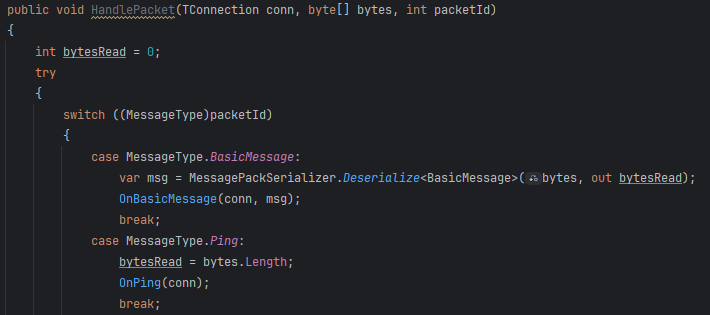 public void HandlePacket(TConnection conn, byte[] bytes, int packetId)
{
    int bytesRead = 0;
    try
    {
        switch ((MessageType)packetId)
        {
            case MessageType.BasicMessage:
                var msg = MessagePackSerializer.Deserialize<BasicMessage>(bytes, out bytesRead);
                OnBasicMessage(conn, msg);
                break;
            case MessageType.Ping:
                bytesRead = bytes.Length;
                OnPing(conn);
                break;